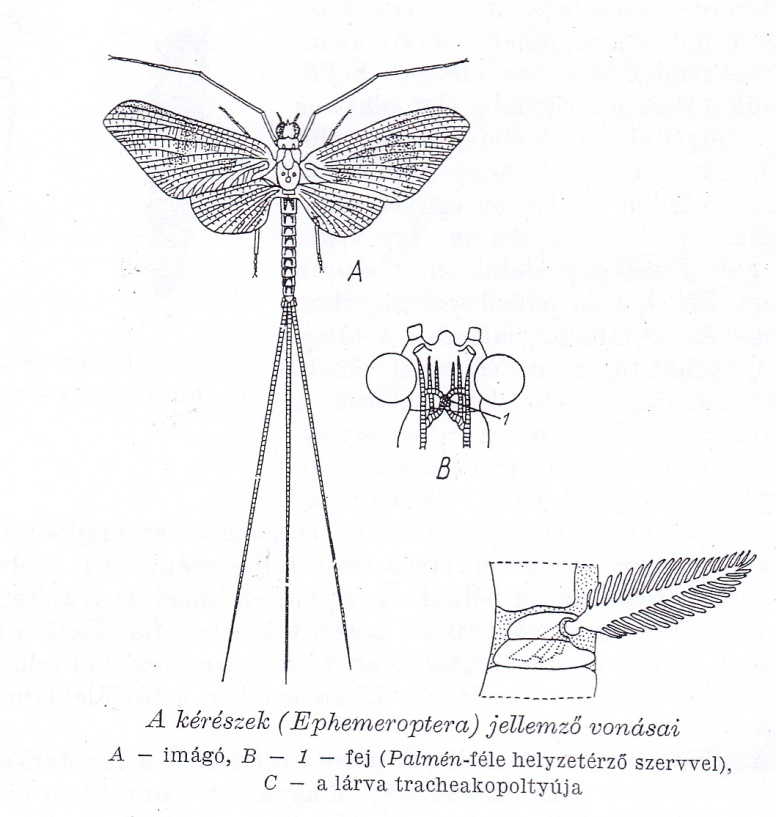 A
1
B
A kérészek (Ephemeroptera) jellemző vonásai
A – imágó, B – 1 – fej (Palmén-féle helyzetérző szervvel),
C – a lárva tracheakopoltyúja